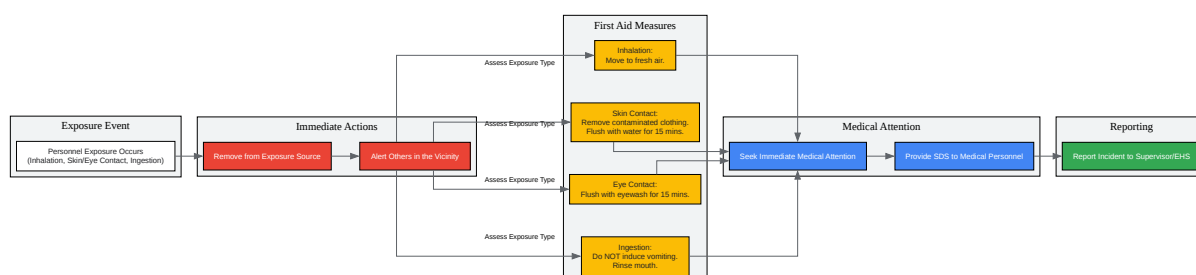 Exposure Event
Personnel Exposure Occurs
(Inhalation, Skin/Eye Contact, Ingestion)
Immediate Actions
Remove from Exposure Source
Alert Others in the Vicinity
Assess Exposure Type
Assess Exposure Type
Assess Exposure Type
Assess Exposure Type
First Aid Measures
Inhalation:
Move to fresh air.
Skin Contact:
Remove contaminated clothing.
Flush with water for 15 mins.
Eye Contact:
Flush with eyewash for 15 mins.
Ingestion:
Do NOT induce vomiting.
Rinse mouth.
Medical Attention
Seek Immediate Medical Attention
Provide SDS to Medical Personnel
Reporting
Report Incident to Supervisor/EHS